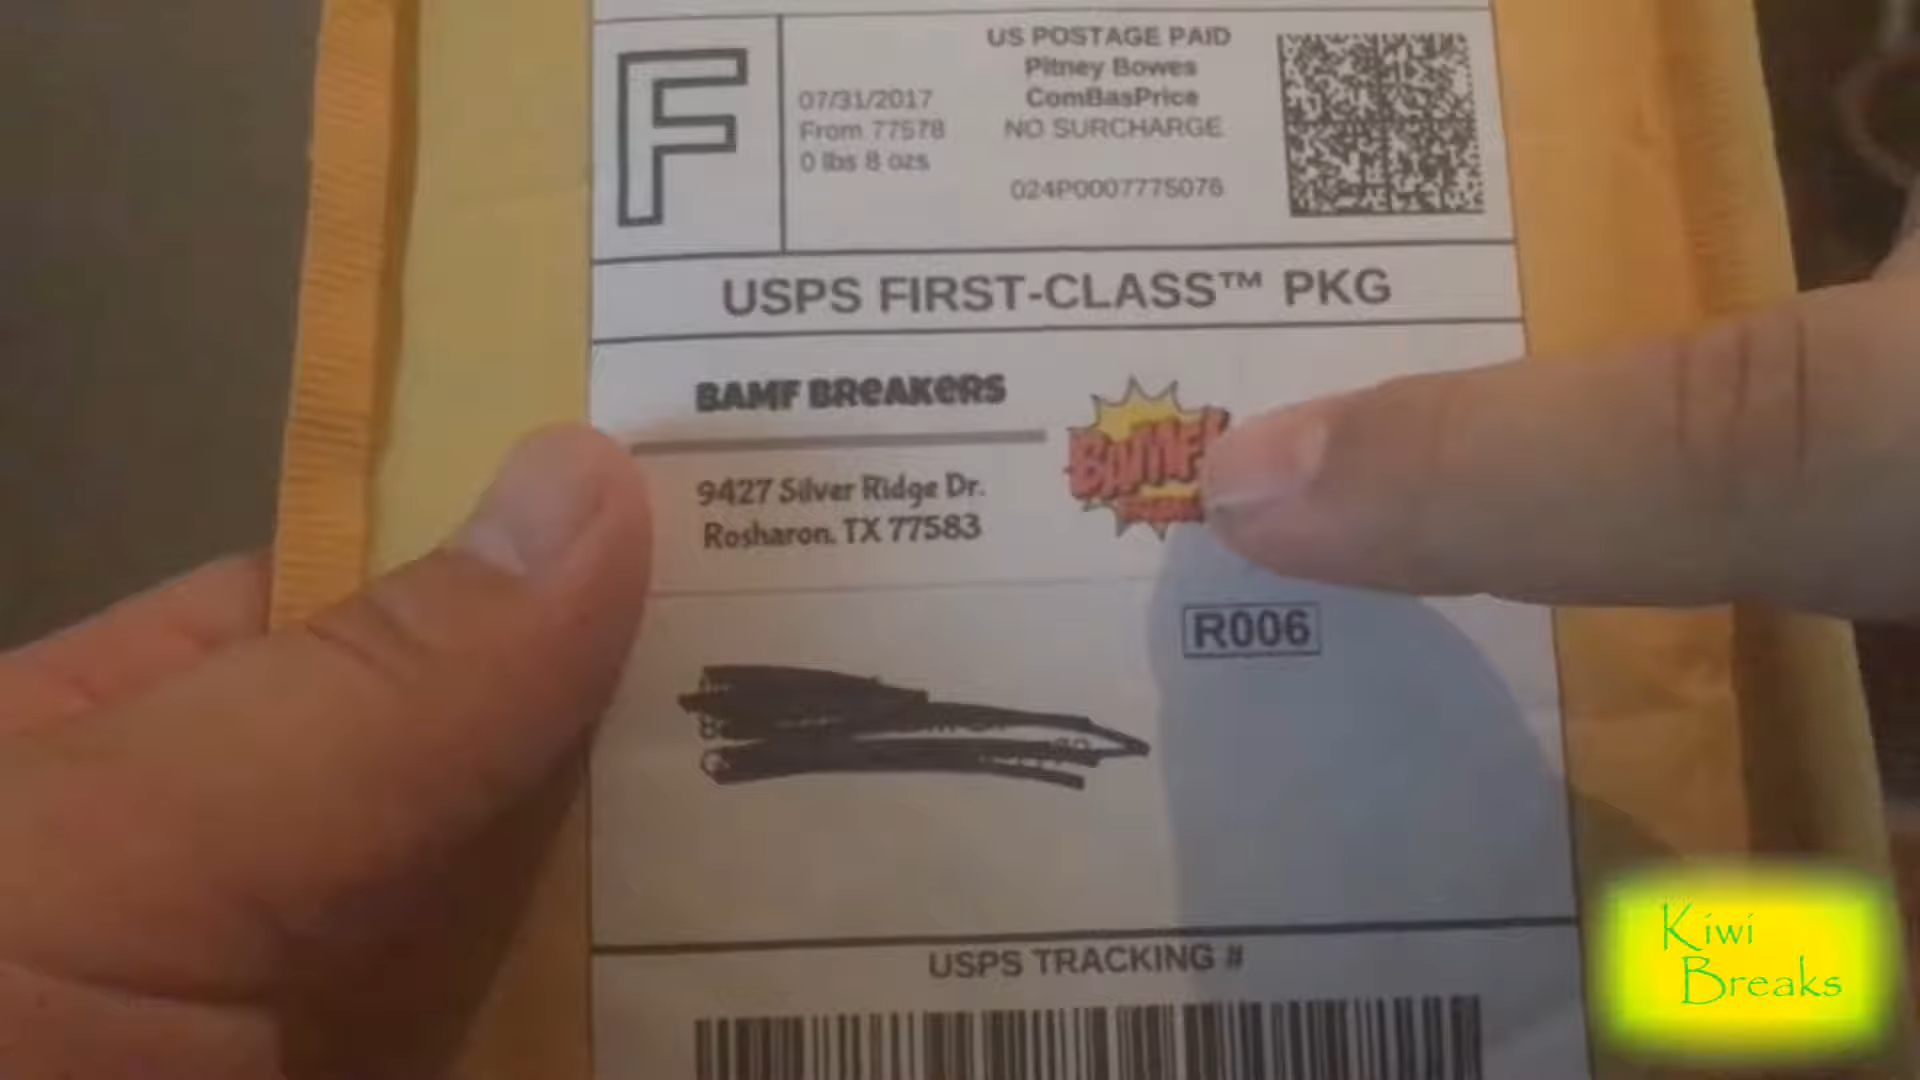 F
07/31/2017
From 77578
0 lbs 8 ozs
US POSTAGE PAID
Pitney Bowes
ComBasPrice
NO SURCHARGE
024P0007775076
USPS FIRST-CLASS™ PKG
BAMF BREAKERS
9427 Silver Ridge Dr.
Rosharon, TX 77583
BAMF
R006
USPS TRACKING #
Kiwi
Breaks